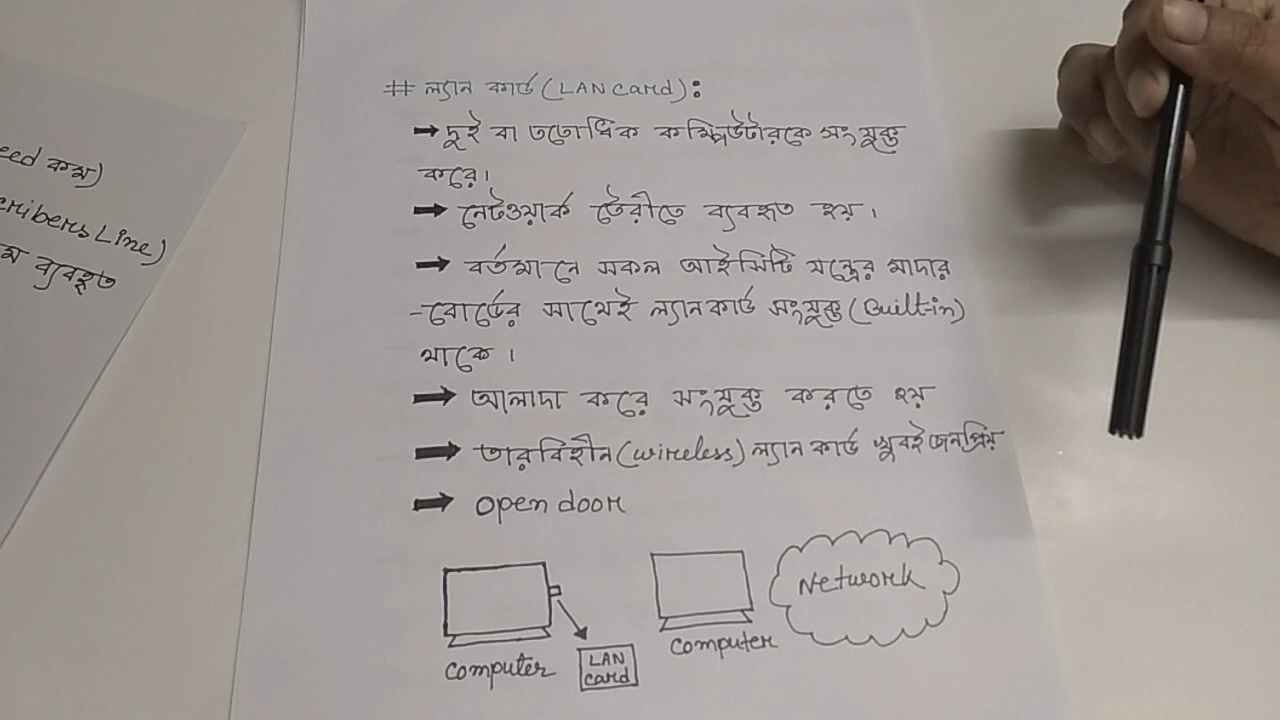 eed কম)
cribers Line)
ম ব্যবহৃত
# ল্যান কার্ড (LAN card):
→ দুই বা ততোধিক কম্পিউটারকে সংযুক্ত
করে।
→ নেটওয়ার্ক তৈরীতে ব্যবহৃত হয়।
→ বর্তমানে সকল আইসিটি যন্ত্রের মাদার
-বোর্ডের সাথেই ল্যান কার্ড সংযুক্ত (Built-in)
থাকে।
→ আলাদা করে সংযুক্ত করতে হয়
→ তারবিহীন (wireless) ল্যান কার্ড খুবই জনপ্রিয়
→ open door
Network
computer
LAN
card
computer